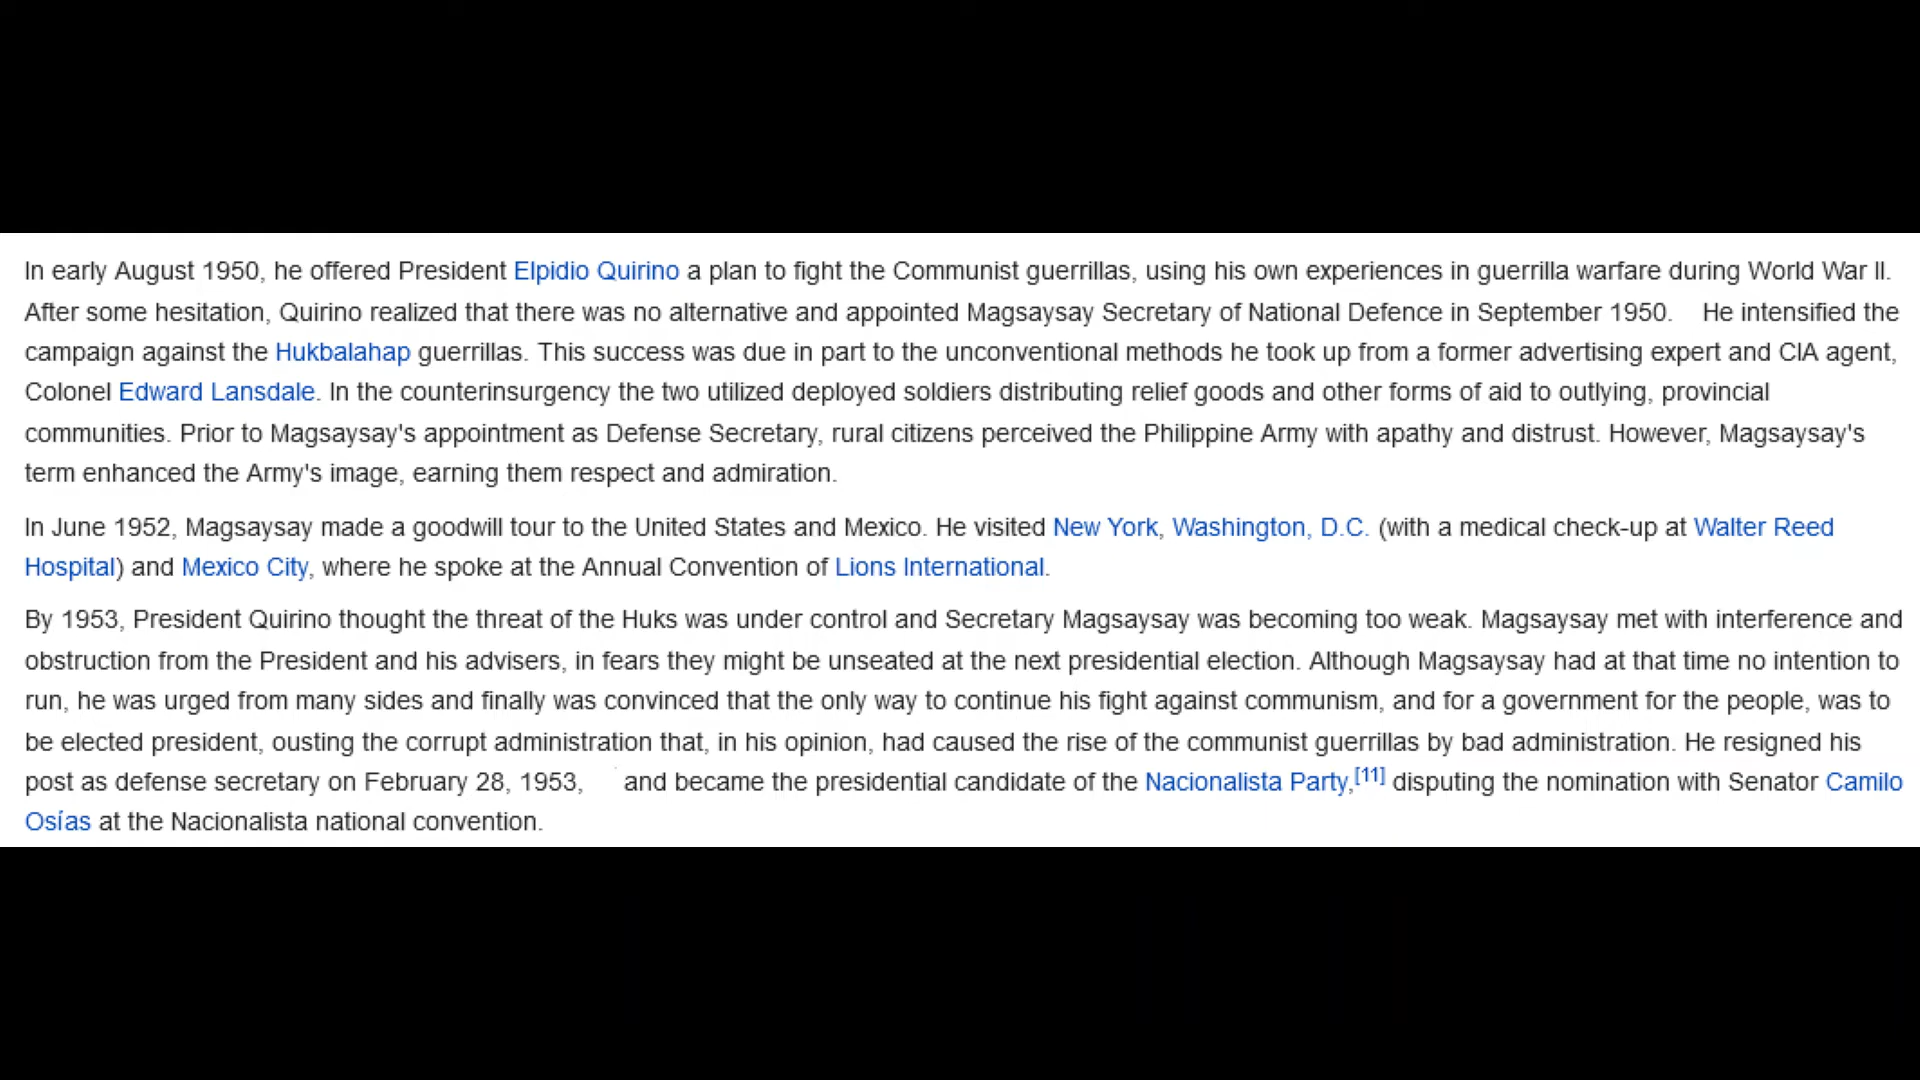 In early August 1950, he offered President Elpidio Quirino a plan to fight the Communist guerrillas, using his own experiences in guerrilla warfare during World War II.
After some hesitation, Quirino realized that there was no alternative and appointed Magsaysay Secretary of National Defence in September 1950. He intensified the
campaign against the Hukbalahap guerrillas. This success was due in part to the unconventional methods he took up from a former advertising expert and CIA agent,
Colonel Edward Lansdale. In the counterinsurgency the two utilized deployed soldiers distributing relief goods and other forms of aid to outlying, provincial
communities. Prior to Magsaysay's appointment as Defense Secretary, rural citizens perceived the Philippine Army with apathy and distrust. However, Magsaysay's
term enhanced the Army's image, earning them respect and admiration.
In June 1952, Magsaysay made a goodwill tour to the United States and Mexico. He visited New York, Washington, D.C. (with a medical check-up at Walter Reed
Hospital) and Mexico City, where he spoke at the Annual Convention of Lions International.
By 1953, President Quirino thought the threat of the Huks was under control and Secretary Magsaysay was becoming too weak. Magsaysay met with interference and
obstruction from the President and his advisers, in fears they might be unseated at the next presidential election. Although Magsaysay had at that time no intention to
run, he was urged from many sides and finally was convinced that the only way to continue his fight against communism, and for a government for the people, was to
be elected president, ousting the corrupt administration that, in his opinion, had caused the rise of the communist guerrillas by bad administration. He resigned his
post as defense secretary on February 28, 1953, and became the presidential candidate of the Nacionalista Party,[11] disputing the nomination with Senator Camilo
Osías at the Nacionalista national convention.